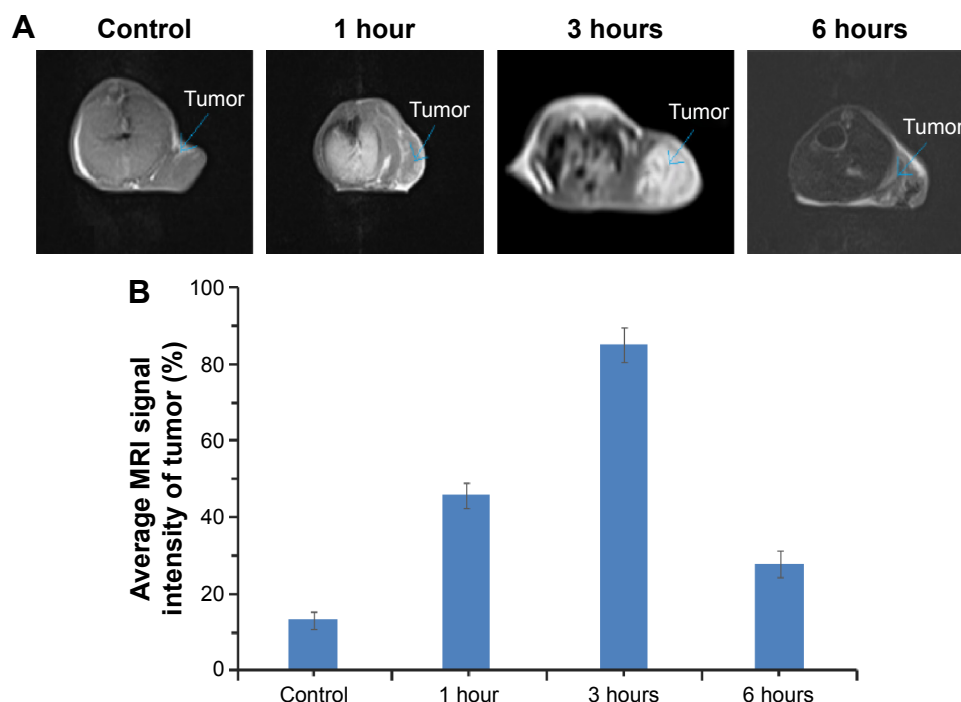 A
Control
1 hour
3 hours
6 hours
Tumor
Tumor
Tumor
Tumor
B
Average MRI signal
intensity of tumor (%)
100
80
60
40
20
0
Control
1 hour
3 hours
6 hours